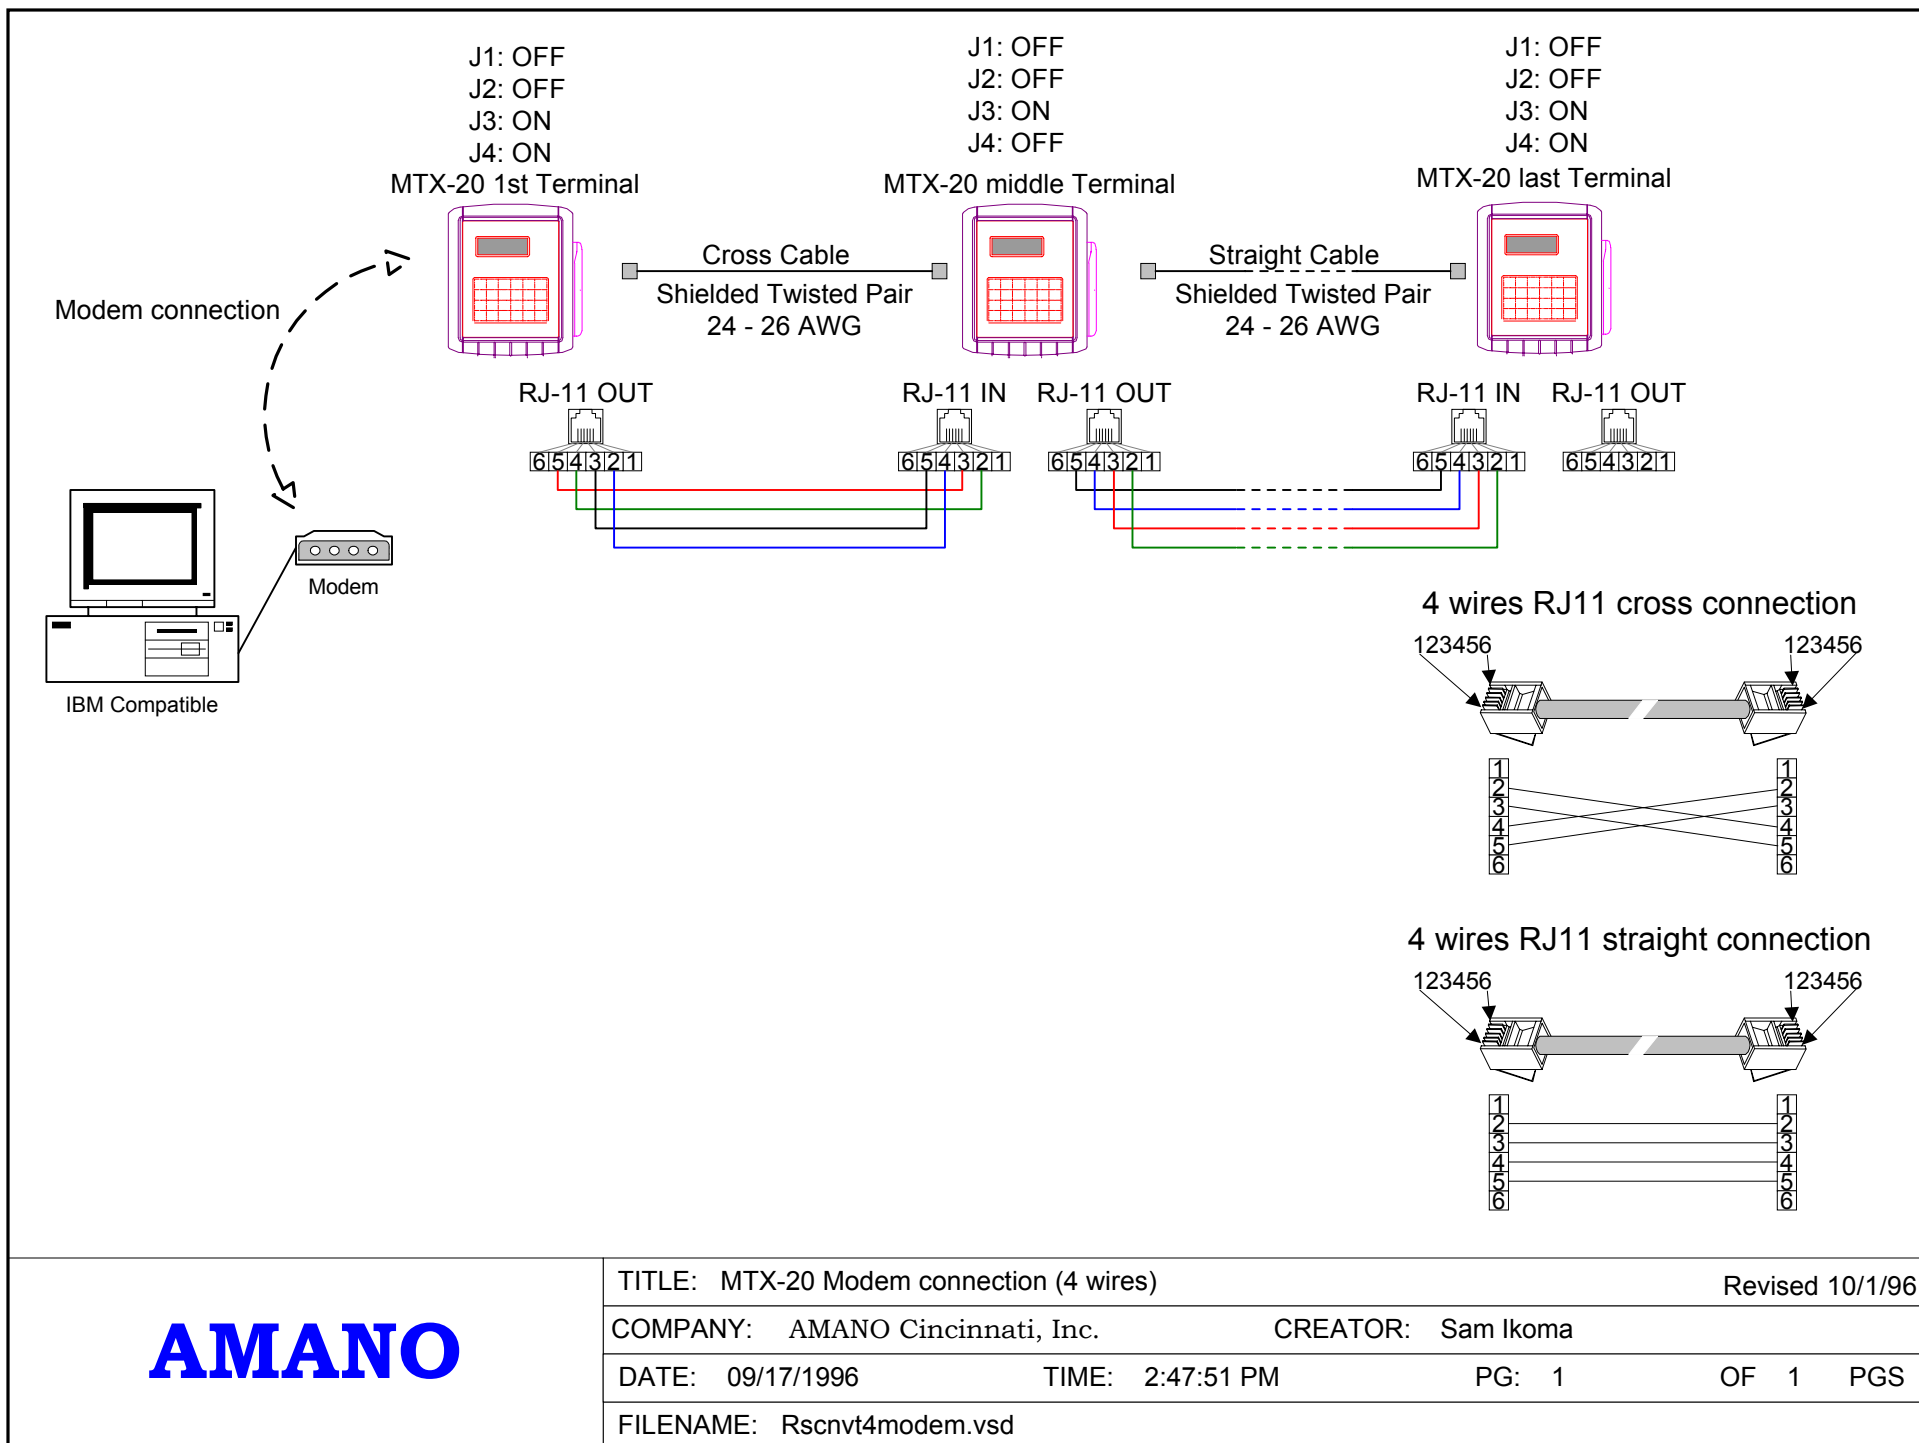 J1: OFF
J2: OFF
J3: ON
J4: ON
MTX-20 1st Terminal
J1: OFF
J2: OFF
J3: ON
J4: OFF
MTX-20 middle Terminal
J1: OFF
J2: OFF
J3: ON
J4: ON
MTX-20 last Terminal
Cross Cable
Shielded Twisted Pair
24 - 26 AWG
Straight Cable
Shielded Twisted Pair
24 - 26 AWG
Modem connection
RJ-11 OUT
RJ-11 IN
RJ-11 OUT
RJ-11 IN
RJ-11 OUT
654321
654321
654321
654321
654321
Modem
IBM Compatible
4 wires RJ11 cross connection
123456
123456
1
2
3
4
5
6
1
2
3
4
5
6
4 wires RJ11 straight connection
123456
123456
1
2
3
4
5
6
1
2
3
4
5
6
AMANO
TITLE: MTX-20 Modem connection (4 wires)
Revised 10/1/96
COMPANY: AMANO Cincinnati, Inc. CREATOR: Sam Ikoma
DATE: 09/17/1996 TIME: 2:47:51 PM PG: 1 OF 1 PGS
FILENAME: Rscnvt4modem.vsd